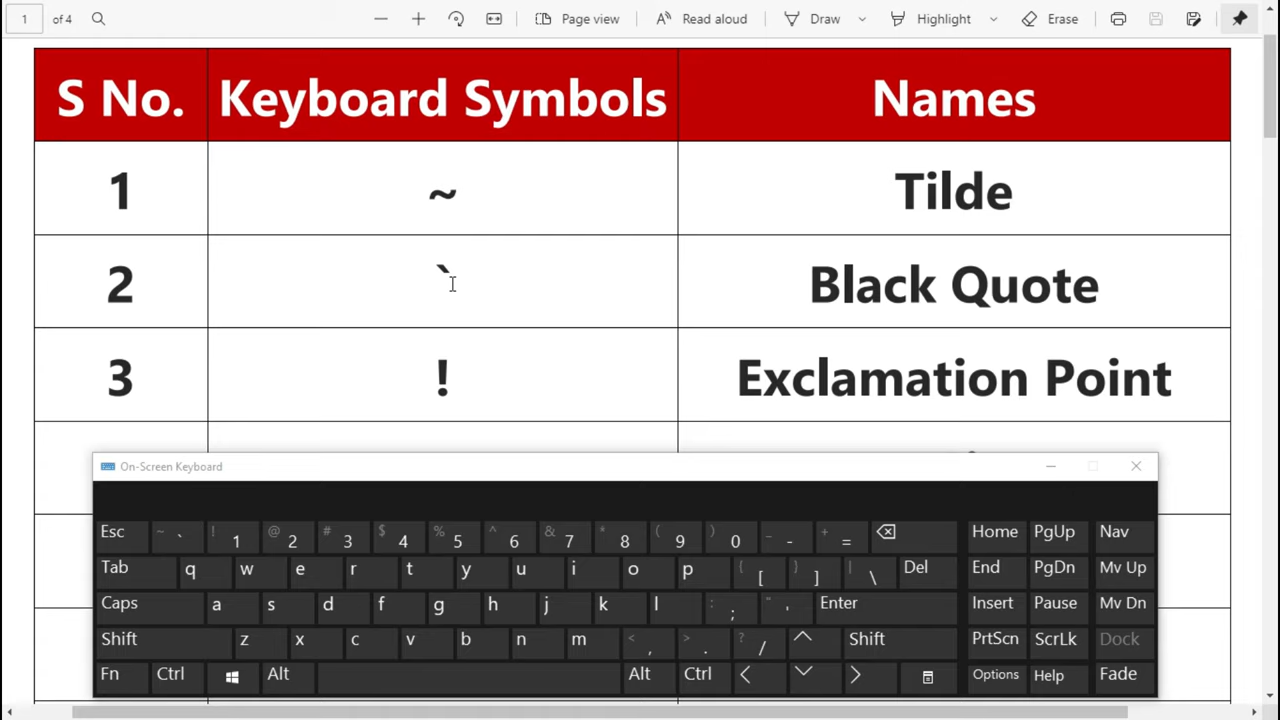 1 of 4 Page view Read aloud Draw Highlight Erase
S No. Keyboard Symbols Names
1 ~ Tilde
2 ` Black Quote
3 ! Exclamation Point
On-Screen Keyboard
Esc ~ ` ! 1 @ 2 # 3 $ 4 % 5 ^ 6 & 7 * 8 ( 9 ) 0 _ - + = Home PgUp Nav
Tab q w e r t y u i o p { [ } ] | \ Del End PgDn Mv Up
Caps a s d f g h j k l : ; " ' Enter Insert Pause Mv Dn
Shift z x c v b n m < , > . ? / Shift PrtScn ScrLk Dock
Fn Ctrl Alt Alt Ctrl Options Help Fade